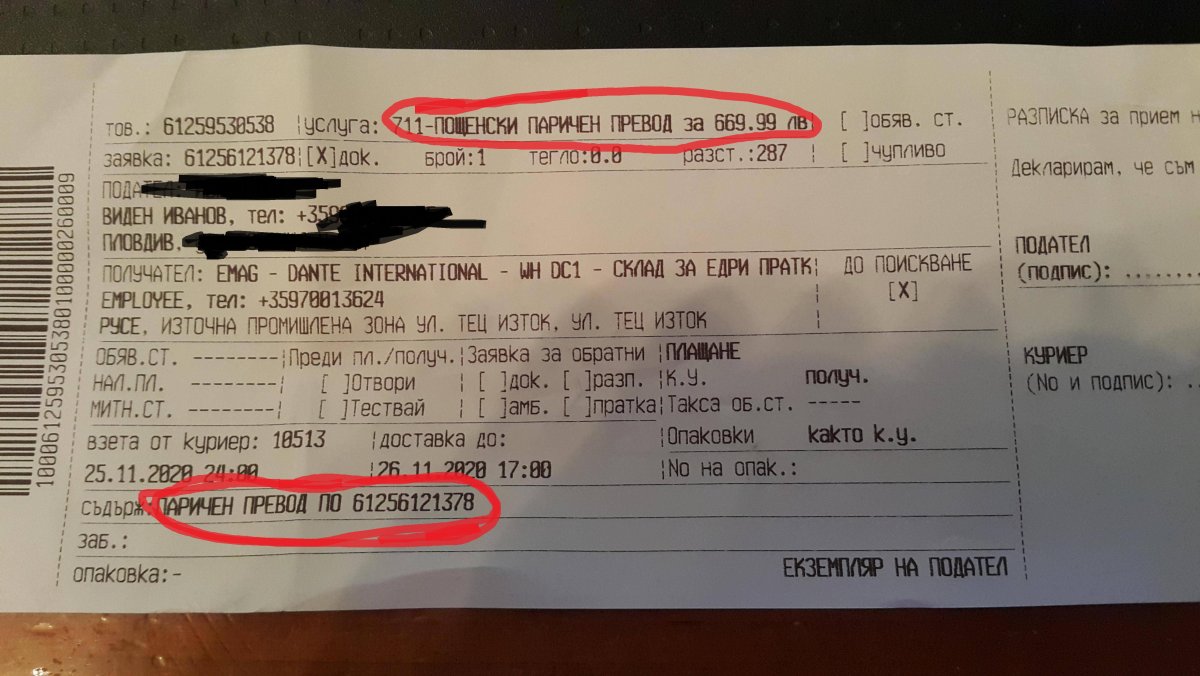 тов.: 61259530538 |услуга: 711-ПОЩЕНСКИ ПАРИЧЕН ПРЕВОД за 669.99 ЛВ| [ ]ОБЯВ. СТ.
заявка: 61256121378|[X]док. брой:1 тегло:0.0 разст.:287 | [ ]ЧУПЛИВО
ПОДАТЕЛ:
ВИДЕН ИВАНОВ, тел: +359
ПЛОВДИВ,
ПОЛУЧАТЕЛ: EMAG - DANTE INTERNATIONAL - WH DC1 - СКЛАД ЗА ЕДРИ ПРАТК| ДО ПОИСКВАНЕ
EMPLOYEE, тел: +35970013624 | [X]
РУСЕ, ИЗТОЧНА ПРОМИШЛЕНА ЗОНА УЛ. ТЕЦ ИЗТОК, УЛ. ТЕЦ ИЗТОК |
ОБЯВ.СТ. --------|Преди пл./получ.|Заявка за обратни |ПЛАЩАНЕ
НАЛ.ПЛ. --------| [ ]Отвори | [ ]док. [ ]разп. |К.У. получ.
МИТН.СТ. --------| [ ]Тествай | [ ]амб. [ ]пратка|Такса об.ст. -----
взета от куриер: 10513 |доставка до: |Опаковки както к.у.
25.11.2020 24:00 |26.11.2020 17:00 |No на опак.:
съдърж:ПАРИЧЕН ПРЕВОД ПО 61256121378
заб.:
опаковка:- ЕКЗЕМПЛЯР НА ПОДАТЕЛ
1000612595305380100000260009
РАЗПИСКА за прием
Декларирам, че съм
ПОДАТЕЛ
(подпис): ........
КУРИЕР
(No и подпис): ..